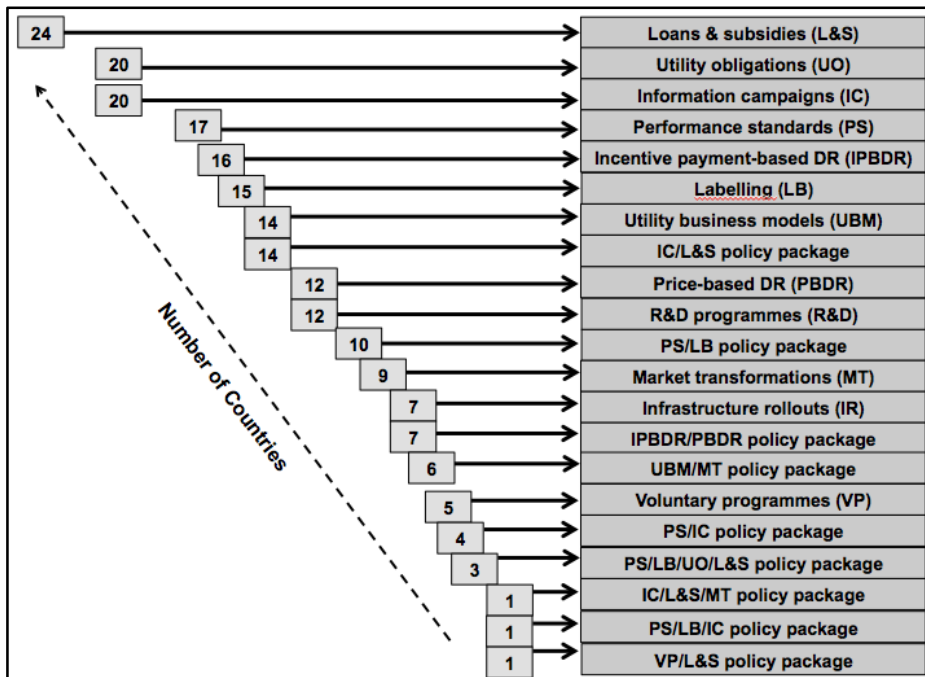 24 Loans & subsidies (L&S)
20 Utility obligations (UO)
20 Information campaigns (IC)
17 Performance standards (PS)
16 Incentive payment-based DR (IPBDR)
15 Labelling (LB)
14 Utility business models (UBM)
14 IC/L&S policy package
12 Price-based DR (PBDR)
12 R&D programmes (R&D)
10 PS/LB policy package
9 Market transformations (MT)
7 Infrastructure rollouts (IR)
7 IPBDR/PBDR policy package
6 UBM/MT policy package
5 Voluntary programmes (VP)
4 PS/IC policy package
3 PS/LB/UO/L&S policy package
1 IC/L&S/MT policy package
1 PS/LB/IC policy package
1 VP/L&S policy package
Number of Countries